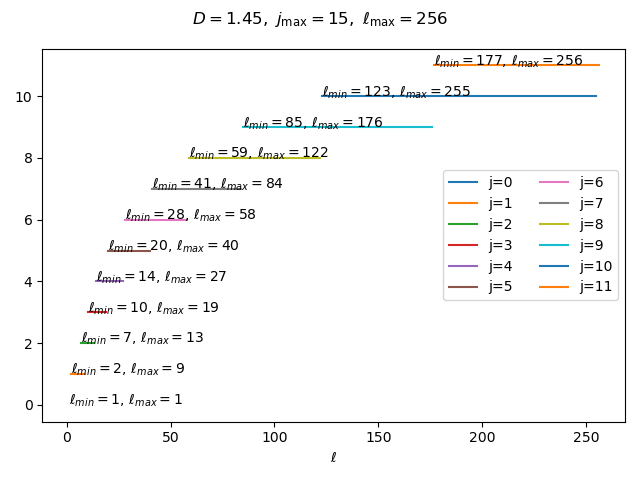 D = 1.45, j_max = 15, ℓ_max = 256
ℓ_min = 177, ℓ_max = 256
10
ℓ_min = 123, ℓ_max = 255
ℓ_min = 85, ℓ_max = 176
8
ℓ_min = 59, ℓ_max = 122
ℓ_min = 41, ℓ_max = 84
6
ℓ_min = 28, ℓ_max = 58
ℓ_min = 20, ℓ_max = 40
4
ℓ_min = 14, ℓ_max = 27
ℓ_min = 10, ℓ_max = 19
2
ℓ_min = 7, ℓ_max = 13
ℓ_min = 2, ℓ_max = 9
0
ℓ_min = 1, ℓ_max = 1
j=0 j=6
j=1 j=7
j=2 j=8
j=3 j=9
j=4 j=10
j=5 j=11
0 50 100 150 200 250
ℓ